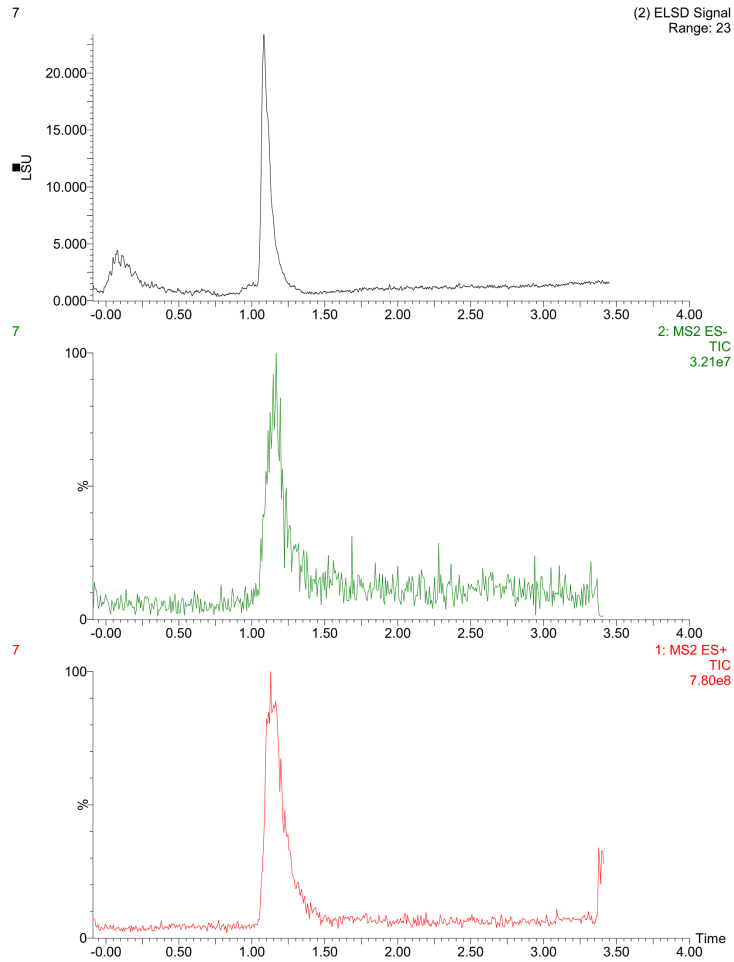 7
(2) ELSD Signal
Range: 23
20.000
15.000
10.000
5.000
0.000
LSU
-0.00 0.50 1.00 1.50 2.00 2.50 3.00 3.50 4.00
7
2: MS2 ES-
TIC
3.21e7
100
%
0
-0.00 0.50 1.00 1.50 2.00 2.50 3.00 3.50 4.00
7
1: MS2 ES+
TIC
7.80e8
100
%
0
Time
-0.00 0.50 1.00 1.50 2.00 2.50 3.00 3.50 4.00